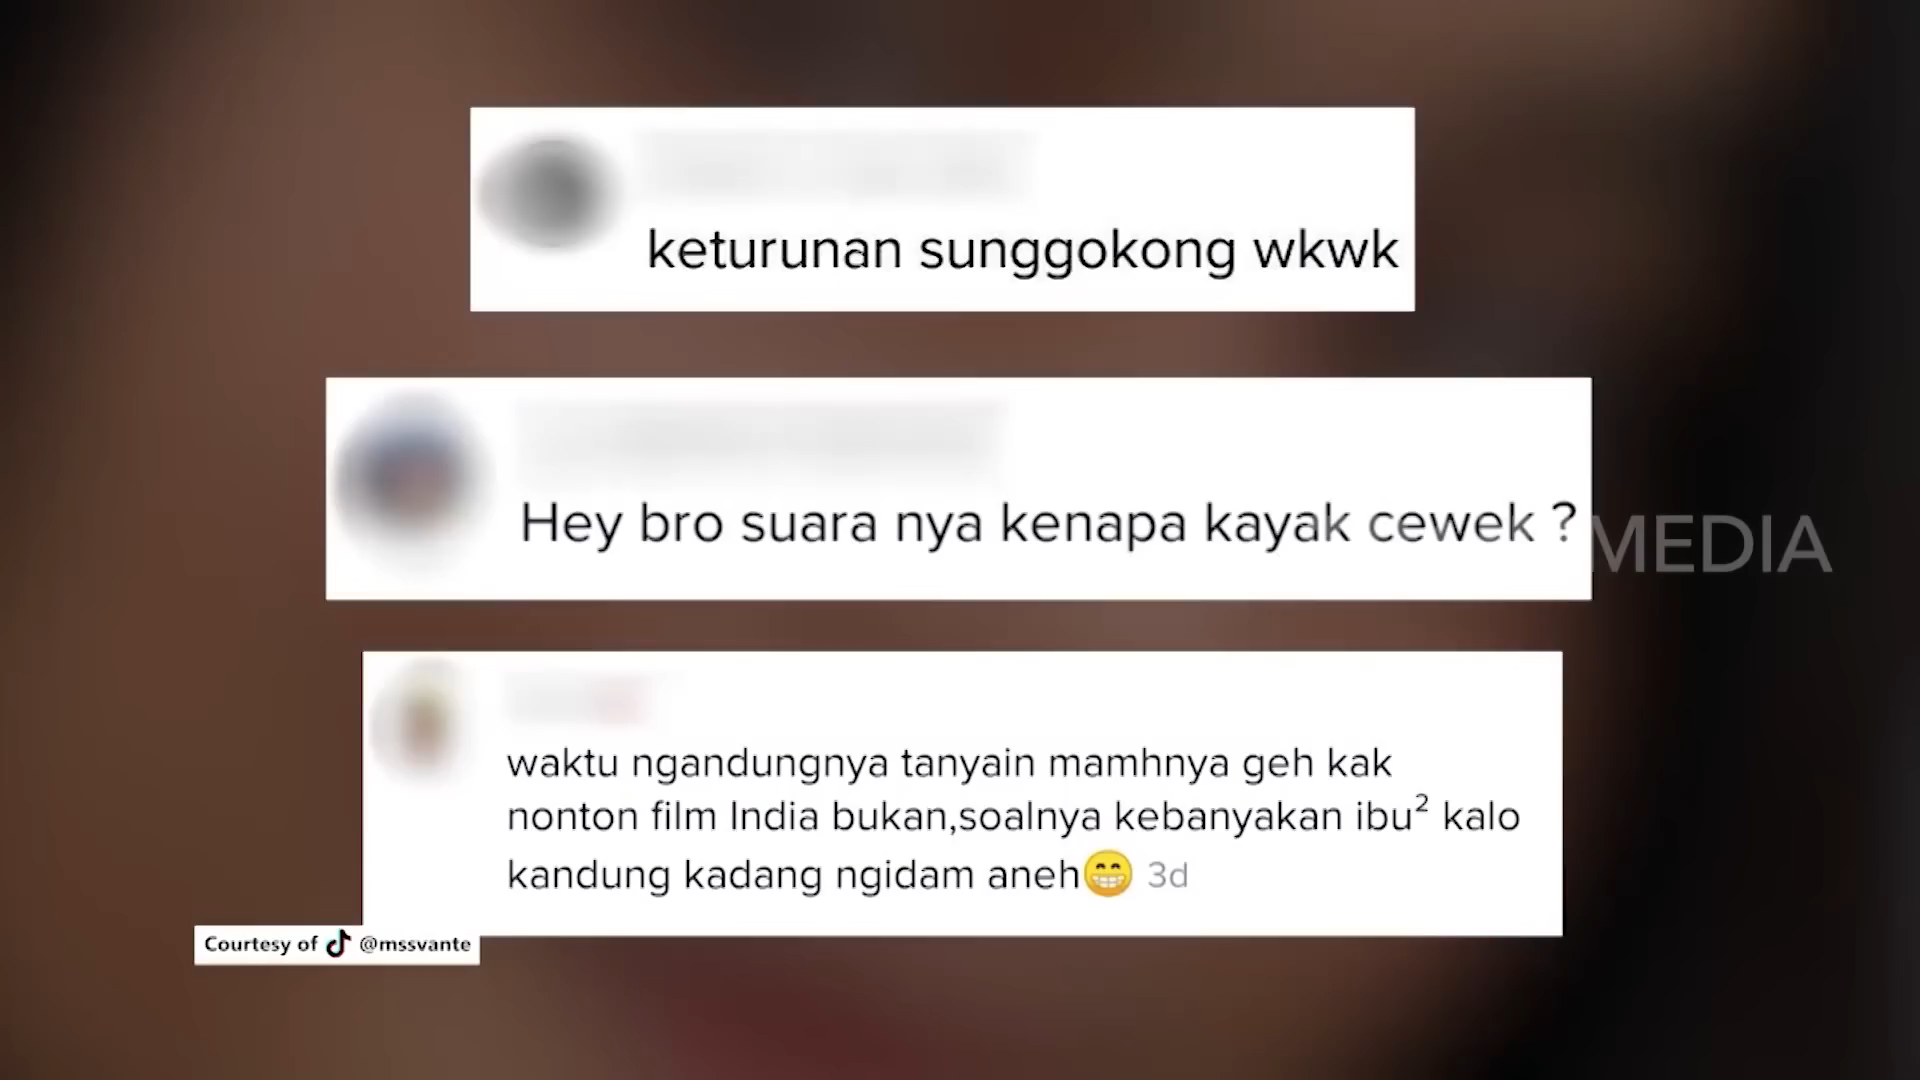 keturunan sunggokong wkwk
Hey bro suara nya kenapa kayak cewek ?
MEDIA
waktu ngandungnya tanyain mamhnya geh kak
nonton film India bukan,soalnya kebanyakan ibu² kalo
kandung kadang ngidam aneh😁 3d
Courtesy of @mssvante